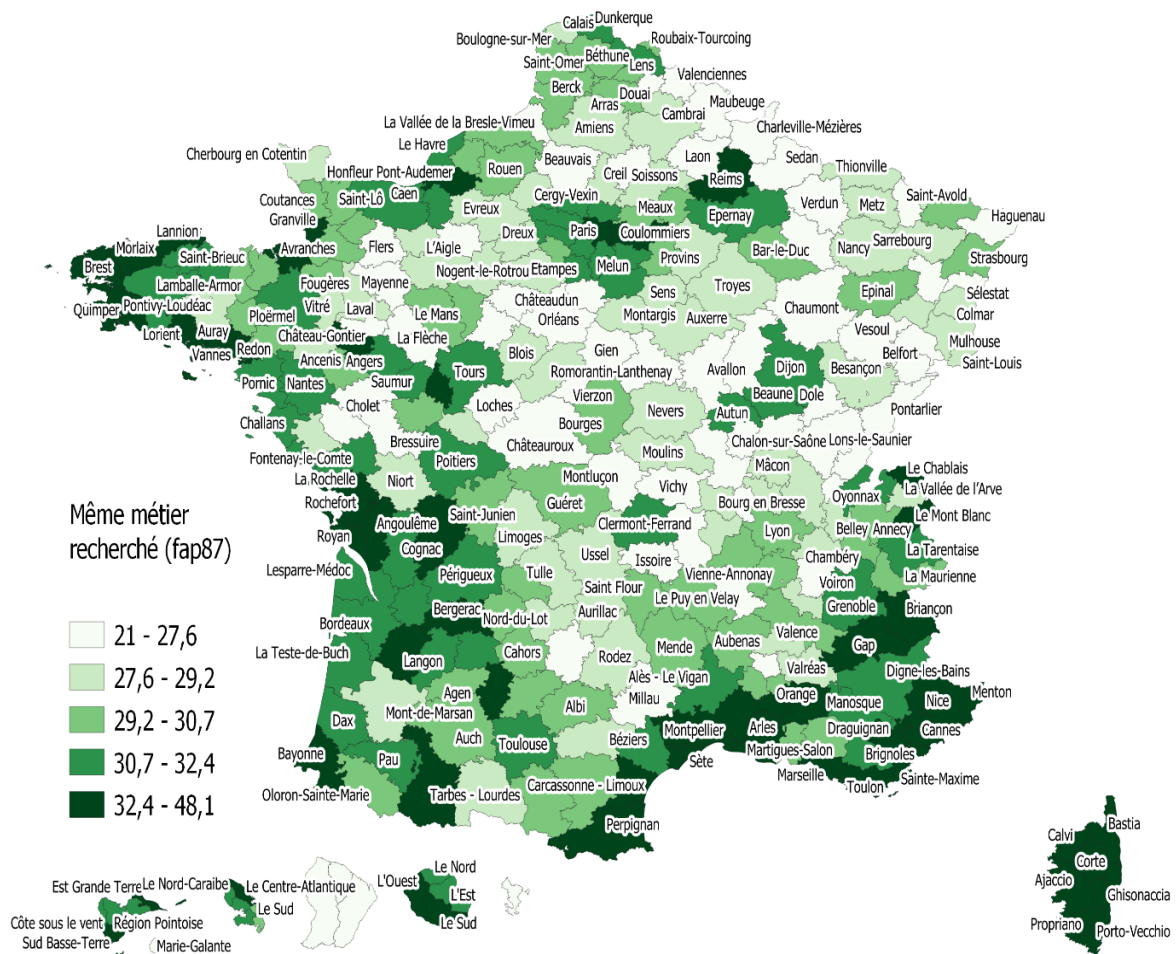 Calais
Dunkerque
Boulogne-sur-Mer
Roubaix-Tourcoing
Saint-Omer
Béthune
Lens
Valenciennes
Berck
Douai
Maubeuge
Arras
Cambrai
La Vallée de la Bresle-Vimeu
Amiens
Charleville-Mézières
Le Havre
Cherbourg en Cotentin
Beauvais
Laon
Sedan
Rouen
Thionville
Honfleur Pont-Audemer
Creil
Soissons
Reims
Cergy-Vexin
Verdun
Saint-Avold
Coutances
Saint-Lô
Caen
Meaux
Metz
Evreux
Epernay
Granville
Haguenau
Lannion
Dreux
Paris
Coulommiers
Morlaix
Avranches
Flers
L'Aigle
Bar-le-Duc
Nancy
Sarrebourg
Saint-Brieuc
Provins
Strasbourg
Brest
Melun
Nogent-le-Rotrou
Etampes
Lamballe-Armor
Fougères
Mayenne
Troyes
Sens
Epinal
Sélestat
Quimper
Pontivy-Loudéac
Vitré
Laval
Châteaudun
Chaumont
Ploërmel
Le Mans
Orléans
Montargis
Auxerre
Colmar
Lorient
Auray
Château-Gontier
La Flèche
Vesoul
Mulhouse
Vannes
Redon
Ancenis
Angers
Blois
Gien
Belfort
Saint-Louis
Romorantin-Lanthenay
Avallon
Dijon
Besançon
Pornic
Nantes
Saumur
Tours
Vierzon
Beaune
Dole
Cholet
Loches
Nevers
Autun
Pontarlier
Challans
Bourges
Bressuire
Châteauroux
Chalon-sur-Saône
Lons-le-Saunier
Fontenay-le-Comte
Poitiers
Moulins
Mâcon
La Rochelle
Niort
Montluçon
Vichy
Le Chablais
Rochefort
Guéret
Bourg en Bresse
Oyonnax
La Vallée de l'Arve
Même métier
recherché (fap87)
Saint-Junien
Le Mont Blanc
Angoulême
Clermont-Ferrand
Lyon
Belley
Annecy
Royan
Cognac
Limoges
Ussel
Issoire
Chambéry
La Tarentaise
Lesparre-Médoc
Périgueux
Tulle
Vienne-Annonay
Voiron
La Maurienne
Saint Flour
Le Puy en Velay
Bordeaux
Bergerac
Nord-du-Lot
Aurillac
Grenoble
Briançon
21 - 27,6
La Teste-de-Buch
Langon
Cahors
Rodez
Mende
Aubenas
Valence
Gap
27,6 - 29,2
Alès - Le Vigan
Valréas
Digne-les-Bains
29,2 - 30,7
Agen
Albi
Millau
Orange
Manosque
Menton
Dax
Mont-de-Marsan
Nice
30,7 - 32,4
Auch
Toulouse
Béziers
Montpellier
Arles
Draguignan
Cannes
Bayonne
Pau
Martigues-Salon
Brignoles
32,4 - 48,1
Oloron-Sainte-Marie
Tarbes - Lourdes
Carcassonne - Limoux
Sète
Marseille
Toulon
Sainte-Maxime
Perpignan
Bastia
Calvi
Corte
Ajaccio
Ghisonaccia
Propriano
Porto-Vecchio
Est Grande Terre
Le Nord-Caraïbe
Le Centre-Atlantique
L'Ouest
Le Nord
L'Est
Côte sous le vent
Région Pointoise
Le Sud
Le Sud
Sud Basse-Terre
Marie-Galante